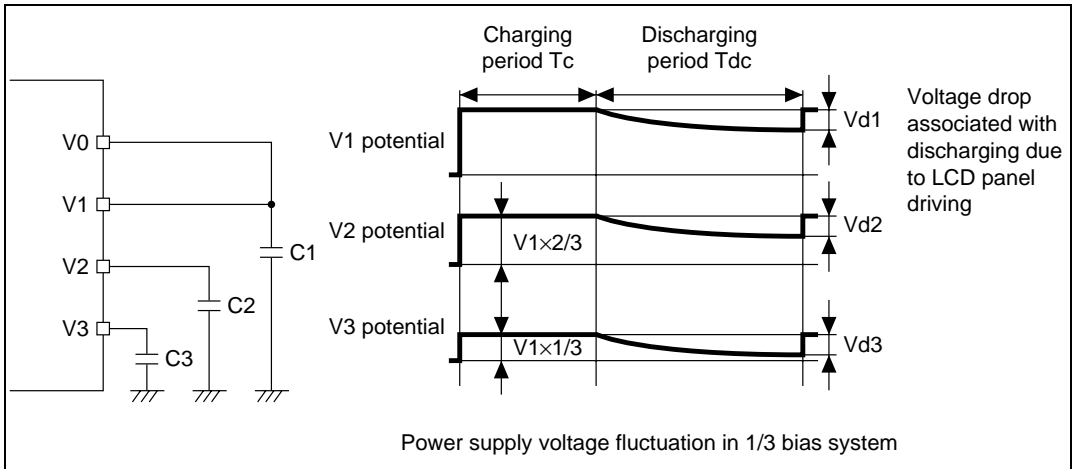 Charging
period Tc
Discharging
period Tdc
V0
V1
V2
V3
C1
C2
C3
V1 potential
Vd1
V2 potential
V1×2/3
Vd2
V3 potential
V1×1/3
Vd3
Voltage drop
associated with
discharging due
to LCD panel
driving
Power supply voltage fluctuation in 1/3 bias system